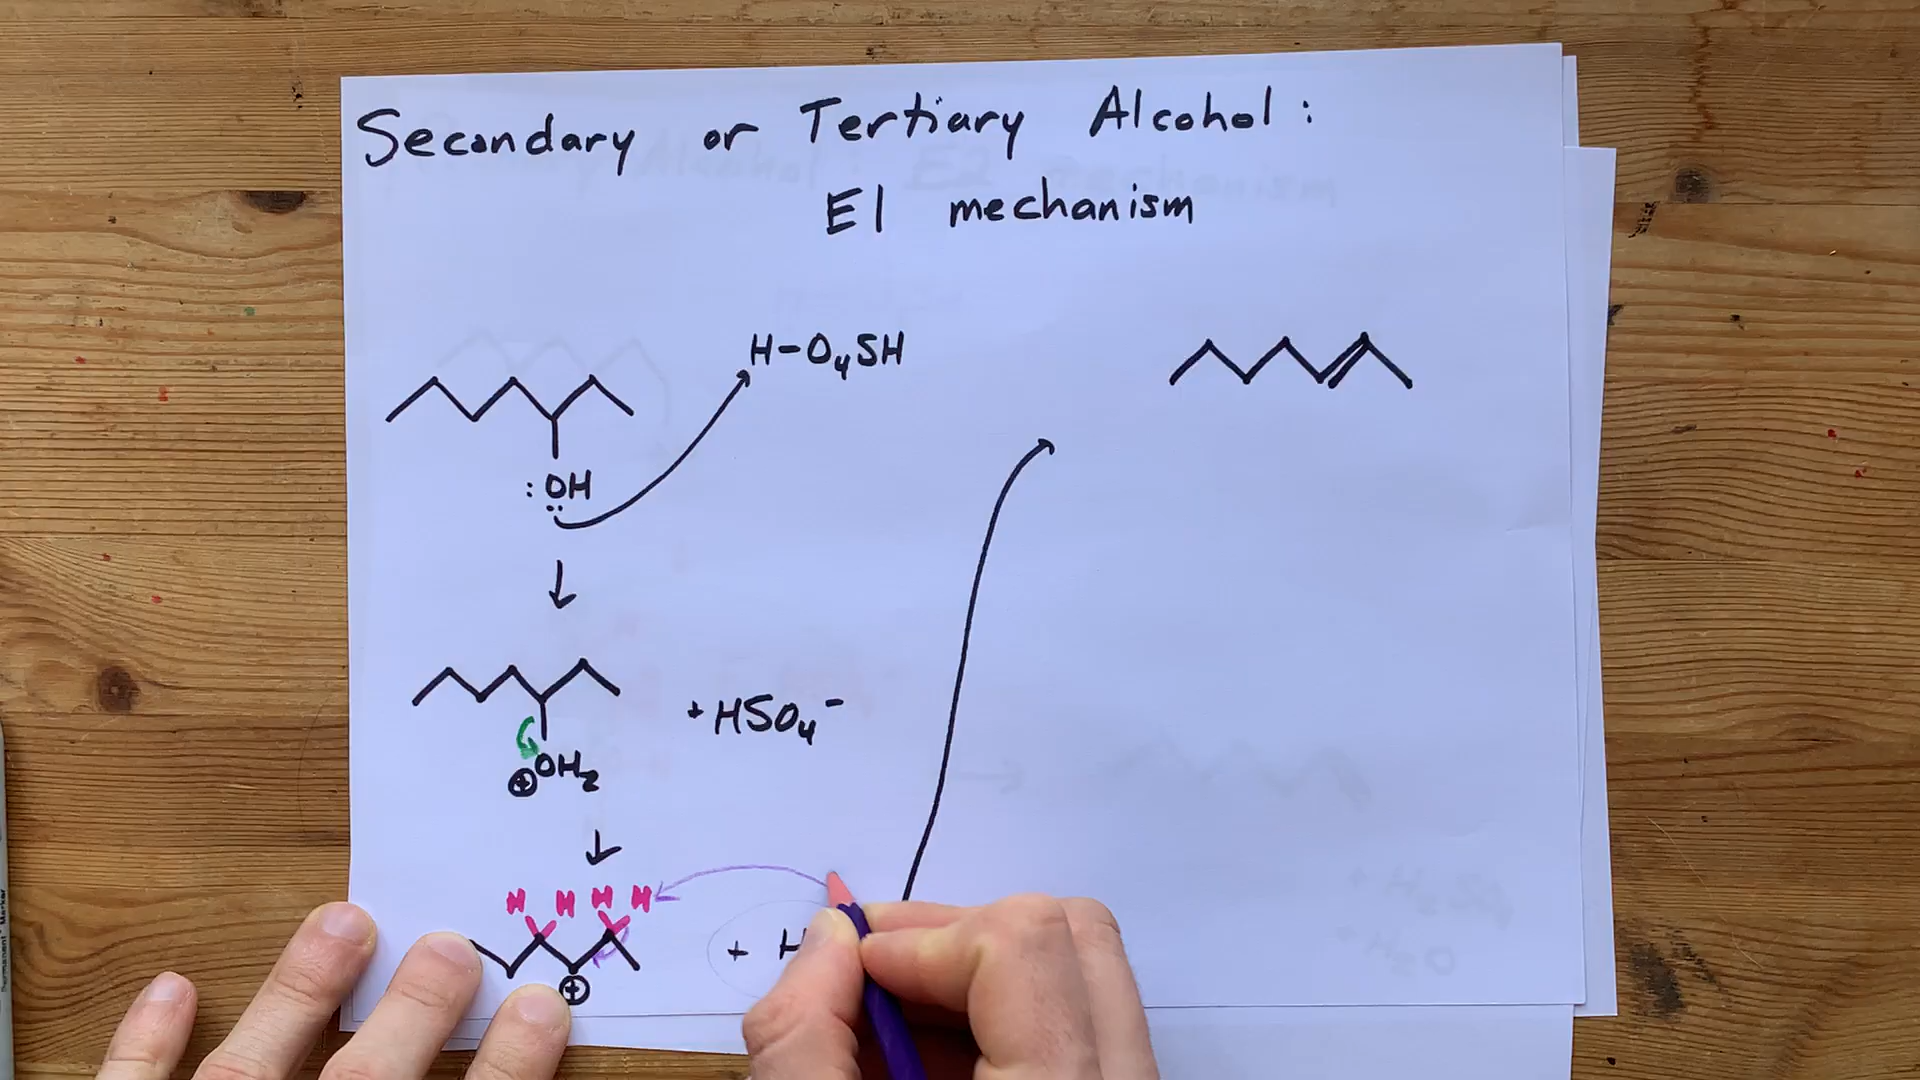 Secondary or Tertiary Alcohol:
E1 mechanism
H-O₄SH
:OH
↓
+ HSO₄⁻
⊕OH₂
↓
H H H H
+ H
⊕